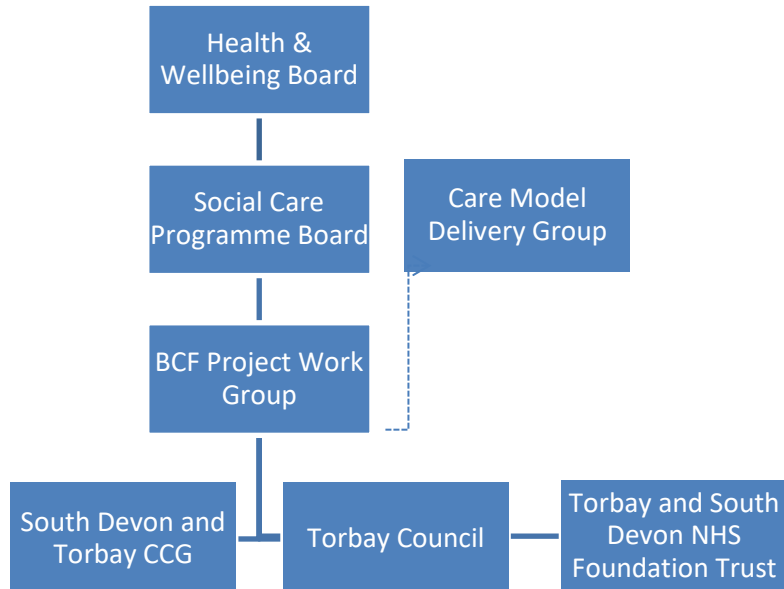 Health &
Wellbeing Board
Social Care
Programme Board
Care Model
Delivery Group
BCF Project Work
Group
South Devon and
Torbay CCG
Torbay Council
Torbay and South
Devon NHS
Foundation Trust